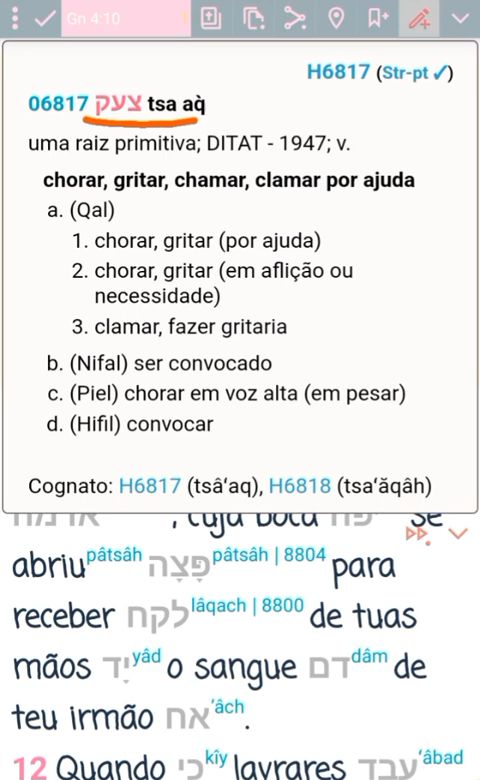 Gn 4:10
H6817 (Str-pt ✓)
06817 צעק tsa aq̀
uma raiz primitiva; DITAT - 1947; v.
chorar, gritar, chamar, clamar por ajuda
a. (Qal)
1. chorar, gritar (por ajuda)
2. chorar, gritar (em aflição ou
necessidade)
3. clamar, fazer gritaria
b. (Nifal) ser convocado
c. (Piel) chorar em voz alta (em pesar)
d. (Hifil) convocar
Cognato: H6817 (tsâ‘aq), H6818 (tsa‘ăqâh)
, cuja boca פה se
abriu pâtsâh פָּצָה pâtsâh | 8804 para
receber לקח lâqach | 8800 de tuas
mãos יָד yâd o sangue דם dâm de
teu irmão אח 'âch.
12 Quando כי kîy lavrares עבד ‘âbad